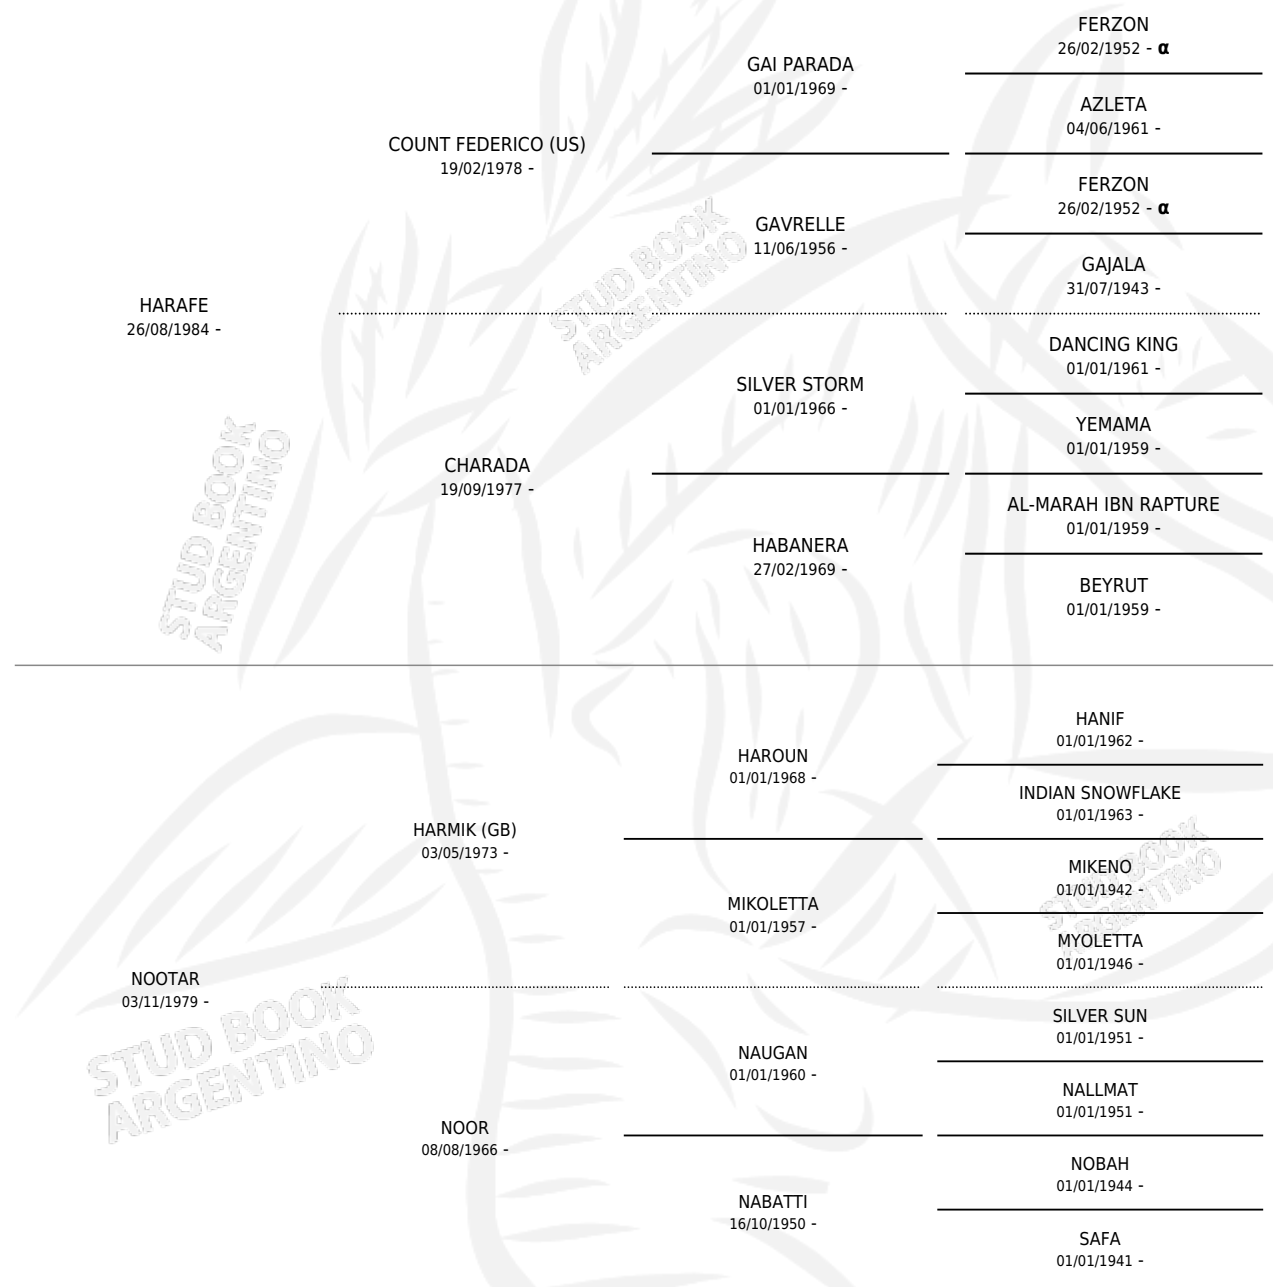 FERZON
26/02/1952 - α
GAI PARADA
01/01/1969 -
AZLETA
04/06/1961 -
COUNT FEDERICO (US)
19/02/1978 -
FERZON
26/02/1952 - α
GAVRELLE
11/06/1956 -
GAJALA
31/07/1943 -
HARAFE
26/08/1984 -
DANCING KING
01/01/1961 -
SILVER STORM
01/01/1966 -
YEMAMA
01/01/1959 -
CHARADA
19/09/1977 -
AL-MARAH IBN RAPTURE
01/01/1959 -
HABANERA
27/02/1969 -
BEYRUT
01/01/1959 -
STUD BOOK
ARGENTINO
STUD BOOK
ARGENTINO
HANIF
01/01/1962 -
HAROUN
01/01/1968 -
INDIAN SNOWFLAKE
01/01/1963 -
HARMIK (GB)
03/05/1973 -
MIKENO
01/01/1942 -
MIKOLETTA
01/01/1957 -
MYOLETTA
01/01/1946 -
NOOTAR
03/11/1979 -
SILVER SUN
01/01/1951 -
NAUGAN
01/01/1960 -
NALLMAT
01/01/1951 -
NOOR
08/08/1966 -
NOBAH
01/01/1944 -
NABATTI
16/10/1950 -
SAFA
01/01/1941 -
STUD BOOK
ARGENTINO
STUD BOOK
ARGENTINO